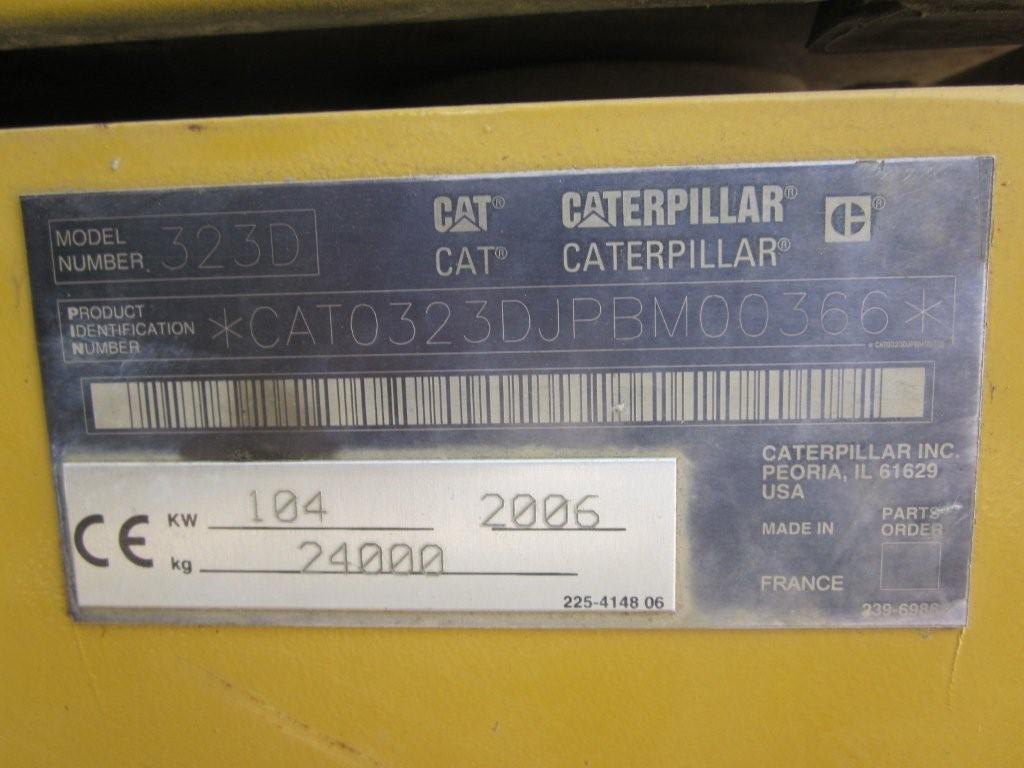 MODEL
NUMBER
323D
CAT®
CAT®
CATERPILLAR®
CATERPILLAR®
C®
PRODUCT
IDENTIFICATION
NUMBER
*CAT0323DJPBM00366*
CE
KW 104 2006
kg 24000
225-4148 06
CATERPILLAR INC.
PEORIA, IL 61629
USA
MADE IN
FRANCE
PARTS
ORDER